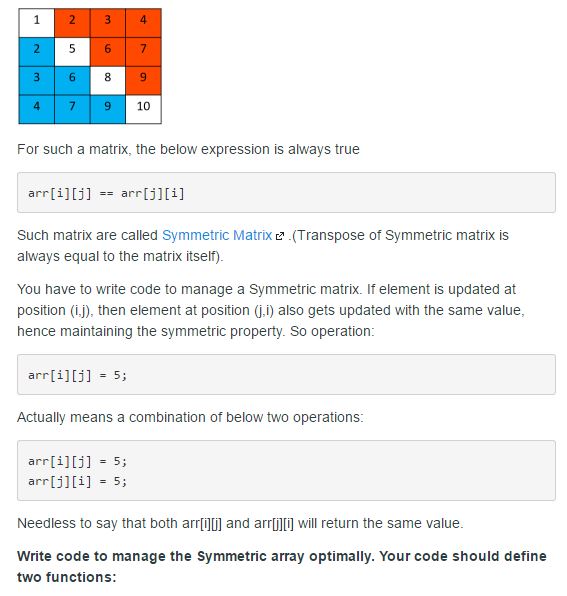 1 2 3 4
2 5 6 7
3 6 8 9
4 7 9 10
For such a matrix, the below expression is always true
arr[i][j] == arr[j][i]
Such matrix are called Symmetric Matrix .(Transpose of Symmetric matrix is
always equal to the matrix itself).
You have to write code to manage a Symmetric matrix. If element is updated at
position (i,j), then element at position (j,i) also gets updated with the same value,
hence maintaining the symmetric property. So operation:
arr[i][j] = 5;
Actually means a combination of below two operations:
arr[i][j] = 5;
arr[j][i] = 5;
Needless to say that both arr[i][j] and arr[j][i] will return the same value.
Write code to manage the Symmetric array optimally. Your code should define
two functions: